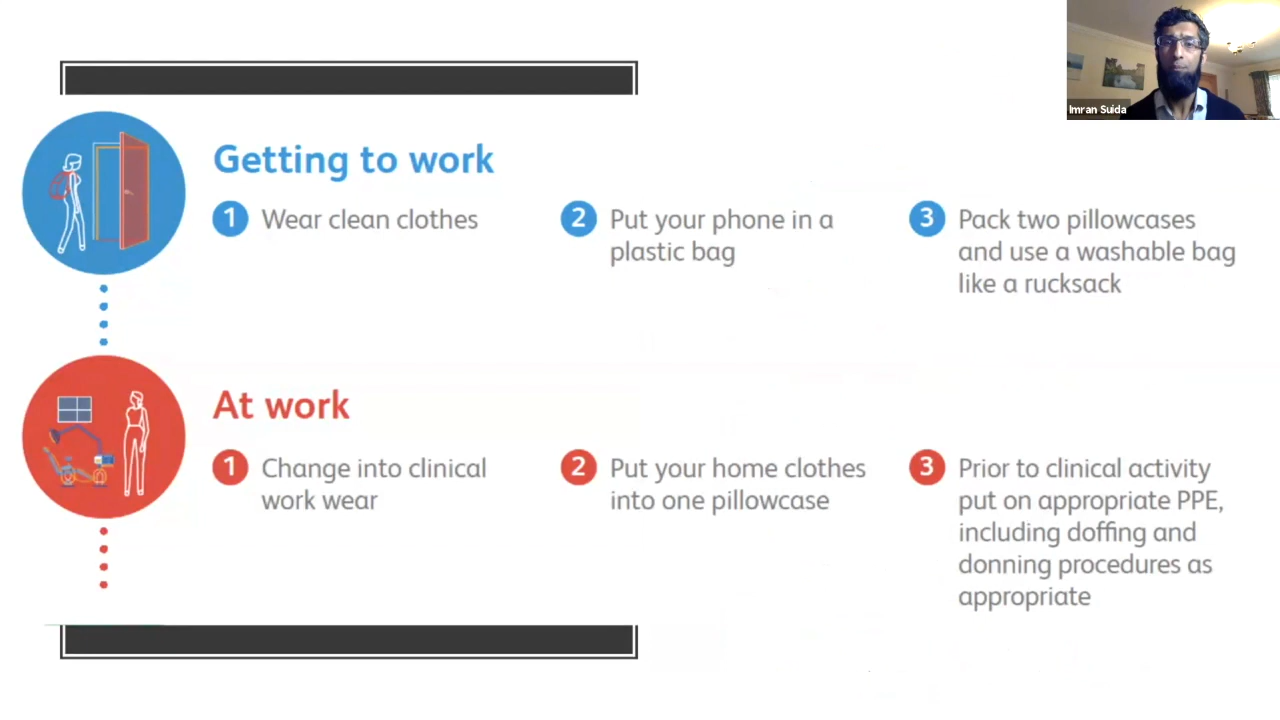 Imran Suida
Getting to work
1 Wear clean clothes
2 Put your phone in a
plastic bag
3 Pack two pillowcases
and use a washable bag
like a rucksack
At work
1 Change into clinical
work wear
2 Put your home clothes
into one pillowcase
3 Prior to clinical activity
put on appropriate PPE,
including doffing and
donning procedures as
appropriate